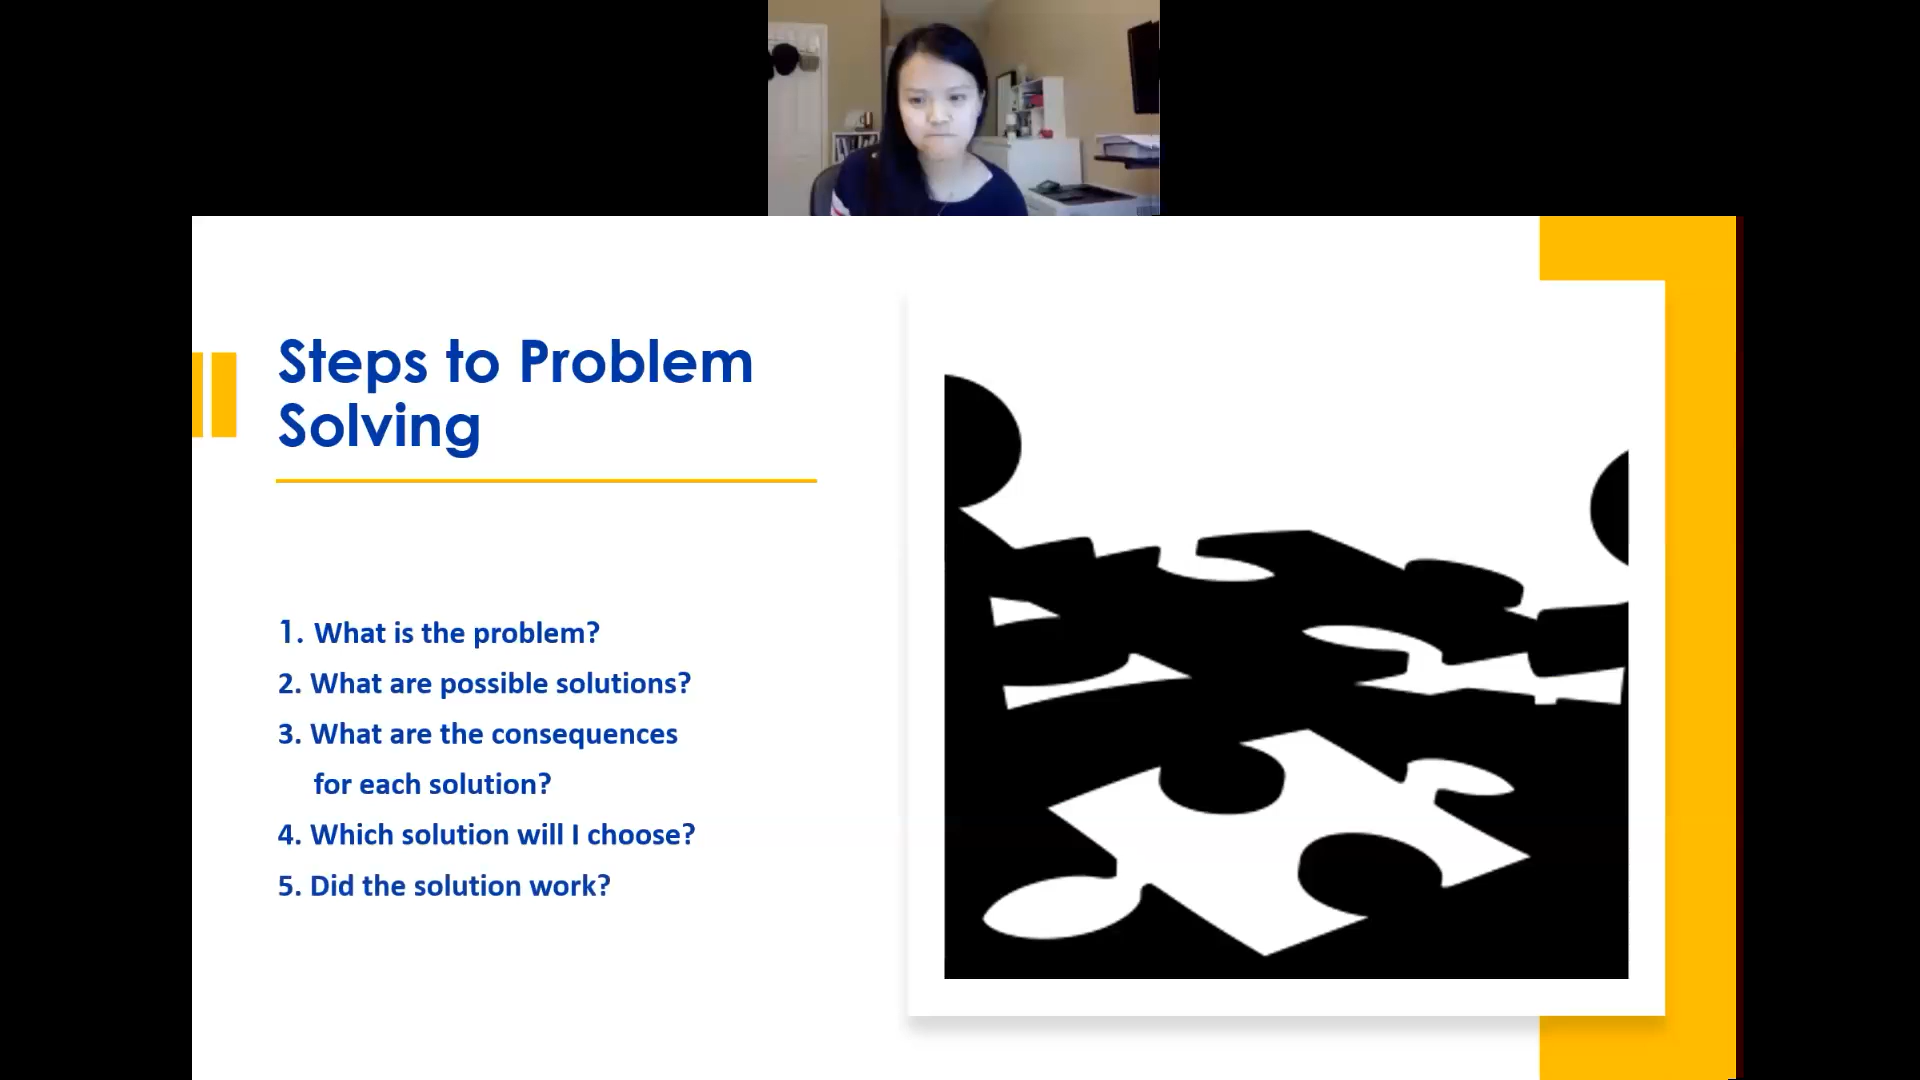 Steps to Problem
Solving
1. What is the problem?
2. What are possible solutions?
3. What are the consequences
for each solution?
4. Which solution will I choose?
5. Did the solution work?